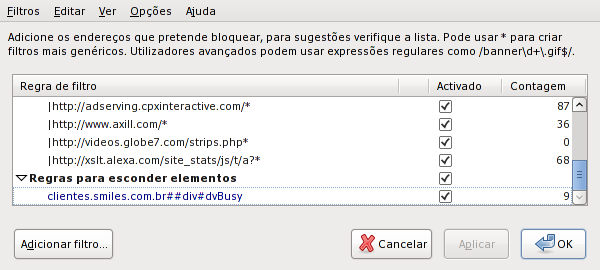 Filtros Editar Ver Opções Ajuda
Adicione os endereços que pretende bloquear, para sugestões verifique a lista. Pode usar * para criar
filtros mais genéricos. Utilizadores avançados podem usar expressões regulares como /banner\d+\.gif$/.
Regra de filtro Activado Contagem
|http://adserving.cpxinteractive.com/* 87
|http://www.axill.com/* 36
|http://videos.globe7.com/strips.php* 0
|http://xslt.alexa.com/site_stats/js/t/a?* 68
Regras para esconder elementos
clientes.smiles.com.br##div#dvBusy 9
Adicionar filtro... Cancelar Aplicar OK